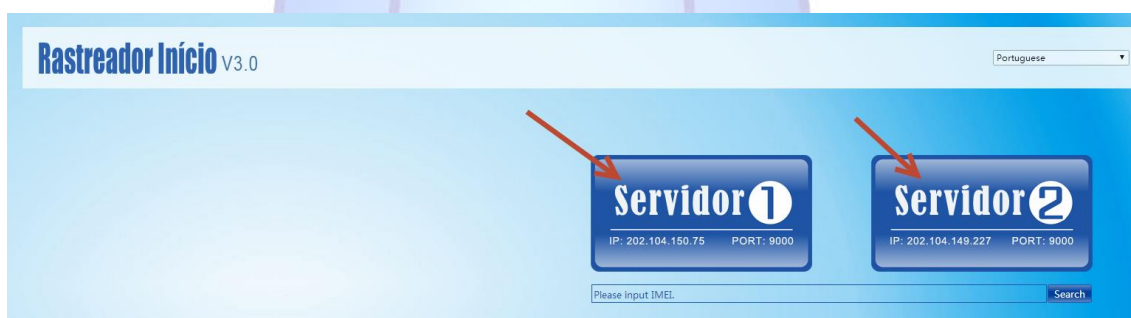 Rastreador Início V3.0
Portuguese
Servidor 1
IP: 202.104.150.75 PORT: 9000
Servidor 2
IP: 202.104.149.227 PORT: 9000
Please input IMEI.
Search